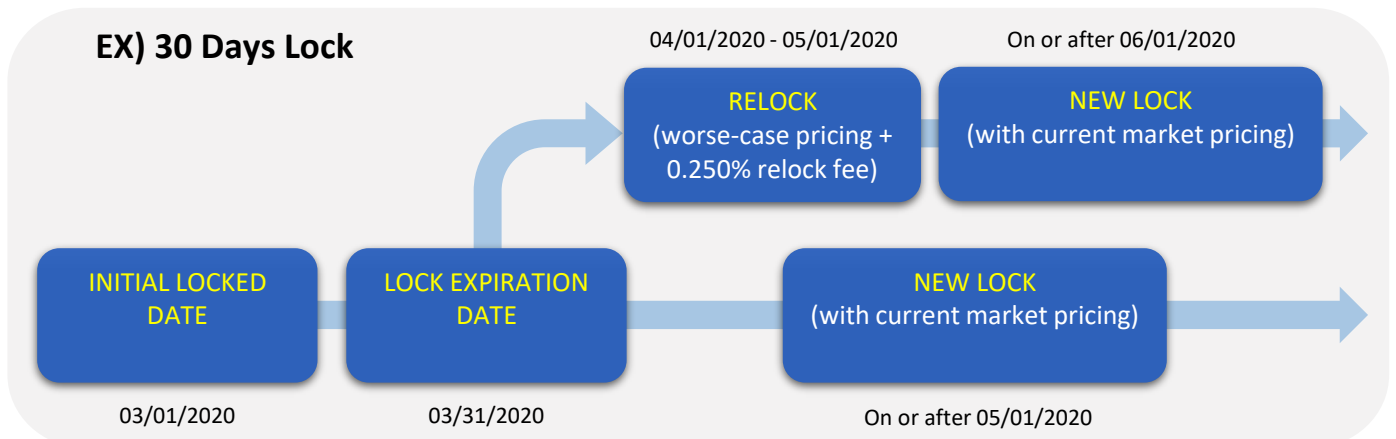 EX) 30 Days Lock
04/01/2020 - 05/01/2020
On or after 06/01/2020
RELOCK
(worse-case pricing +
0.250% relock fee)
NEW LOCK
(with current market pricing)
INITIAL LOCKED
DATE
LOCK EXPIRATION
DATE
NEW LOCK
(with current market pricing)
03/01/2020
03/31/2020
On or after 05/01/2020